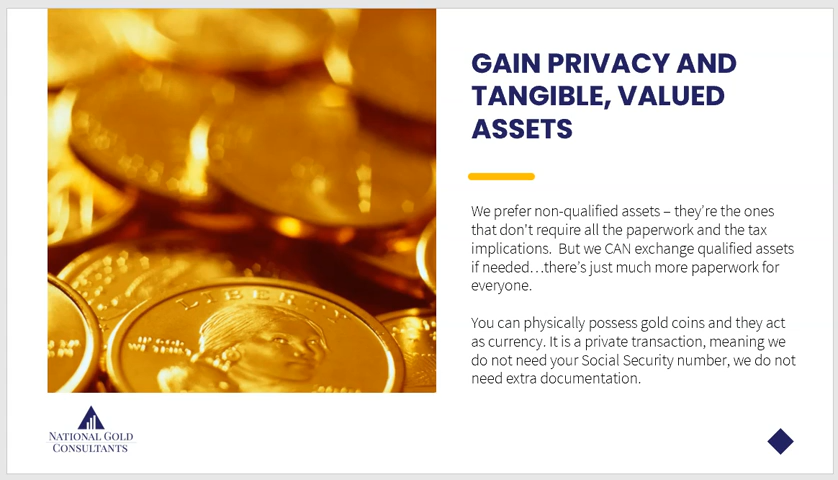 GAIN PRIVACY AND
TANGIBLE, VALUED
ASSETS
We prefer non-qualified assets – they're the ones
that don't require all the paperwork and the tax
implications.  But we CAN exchange qualified assets
if needed…there's just much more paperwork for
everyone.
You can physically possess gold coins and they act
as currency. It is a private transaction, meaning we
do not need your Social Security number, we do not
need extra documentation.
LIBERTY
NATIONAL GOLD
CONSULTANTS